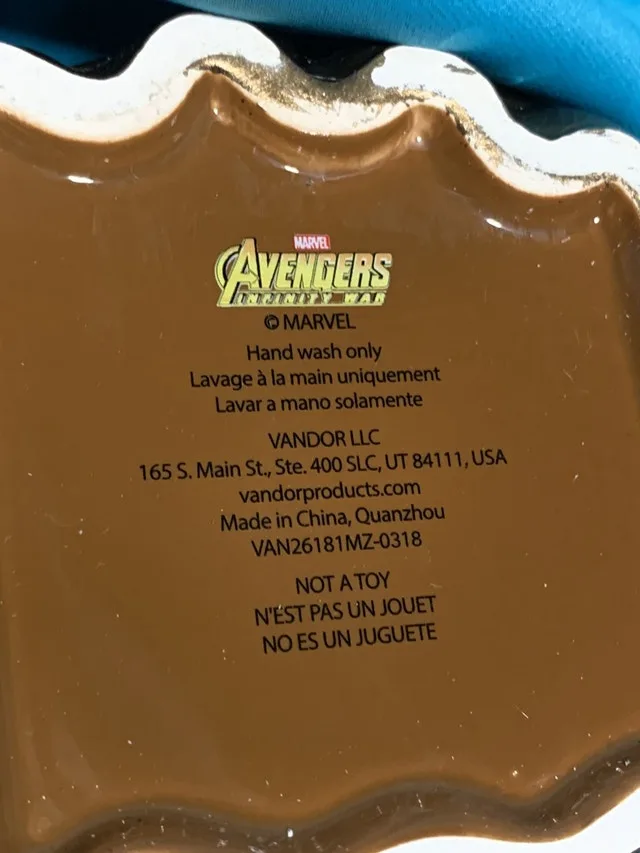 MARVEL
AVENGERS
INFINITY WAR
© MARVEL
Hand wash only
Lavage à la main uniquement
Lavar a mano solamente
VANDOR LLC
165 S. Main St., Ste. 400 SLC, UT 84111, USA
vandorproducts.com
Made in China, Quanzhou
VAN26181MZ-0318
NOT A TOY
N'EST PAS UN JOUET
NO ES UN JUGUETE